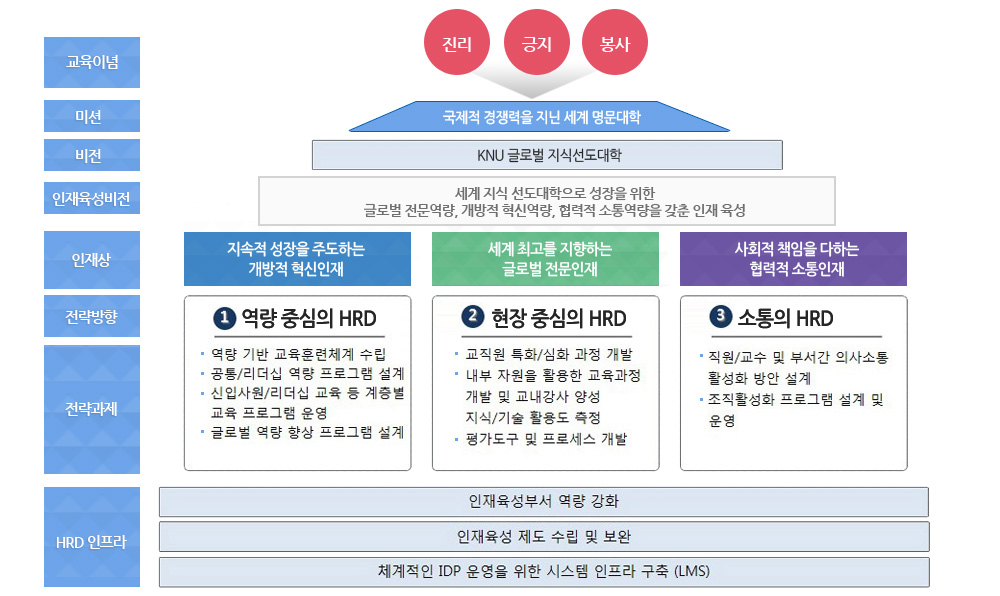 교육이념
진리
긍지
봉사
미션
국제적 경쟁력을 지닌 세계 명문대학
비전
KNU 글로벌 지식선도대학
인재육성비전
세계 지식 선도대학으로 성장을 위한
글로벌 전문역량, 개방적 혁신역량, 협력적 소통역량을 갖춘 인재 육성
인재상
지속적 성장을 주도하는
개방적 혁신인재
세계 최고를 지향하는
글로벌 전문인재
사회적 책임을 다하는
협력적 소통인재
전략방향
1 역량 중심의 HRD
2 현장 중심의 HRD
3 소통의 HRD
전략과제
• 역량 기반 교육훈련체계 수립
• 공통/리더십 역량 프로그램 설계
• 신입사원/리더십 교육 등 계층별
교육 프로그램 운영
• 글로벌 역량 향상 프로그램 설계
• 교직원 특화/심화 과정 개발
• 내부 자원을 활용한 교육과정
개발 및 교내강사 양성
지식/기술 활용도 측정
• 평가도구 및 프로세스 개발
• 직원/교수 및 부서간 의사소통
활성화 방안 설계
• 조직활성화 프로그램 설계 및
운영
HRD 인프라
인재육성부서 역량 강화
인재육성 제도 수립 및 보완
체계적인 IDP 운영을 위한 시스템 인프라 구축 (LMS)